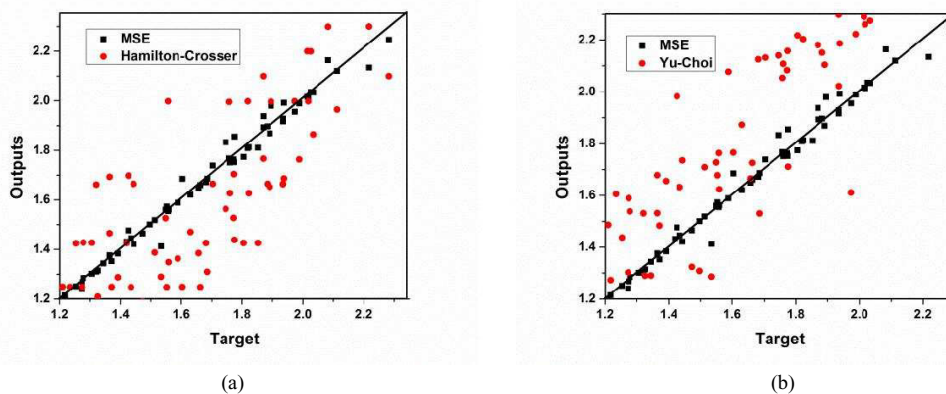 MSE
Hamilton-Crosser
2.2
2.0
1.8
1.6
1.4
1.2
Outputs
1.2 1.4 1.6 1.8 2.0 2.2
Target
(a)
MSE
Yu-Choi
2.2
2.0
1.8
1.6
1.4
1.2
Outputs
1.2 1.4 1.6 1.8 2.0 2.2
Target
(b)